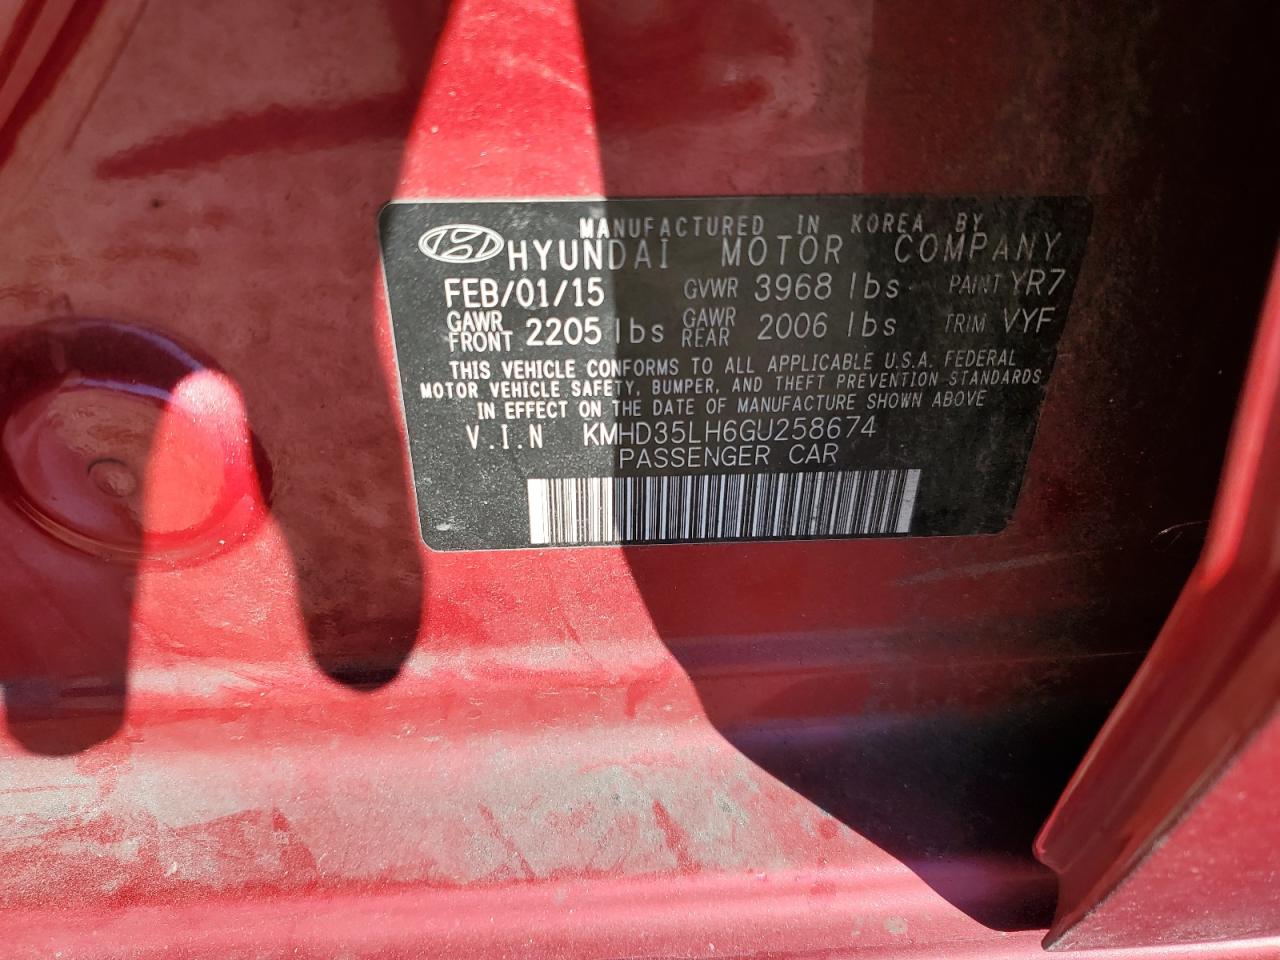 MANUFACTURED IN KOREA BY
HYUNDAI MOTOR COMPANY
FEB/01/15 GVWR 3968 lbs PAINT YR7
GAWR FRONT 2205 lbs GAWR REAR 2006 lbs TRIM VYF
THIS VEHICLE CONFORMS TO ALL APPLICABLE U.S.A. FEDERAL
MOTOR VEHICLE SAFETY, BUMPER, AND THEFT PREVENTION STANDARDS
IN EFFECT ON THE DATE OF MANUFACTURE SHOWN ABOVE
V.I.N KMHD35LH6GU258674
PASSENGER CAR